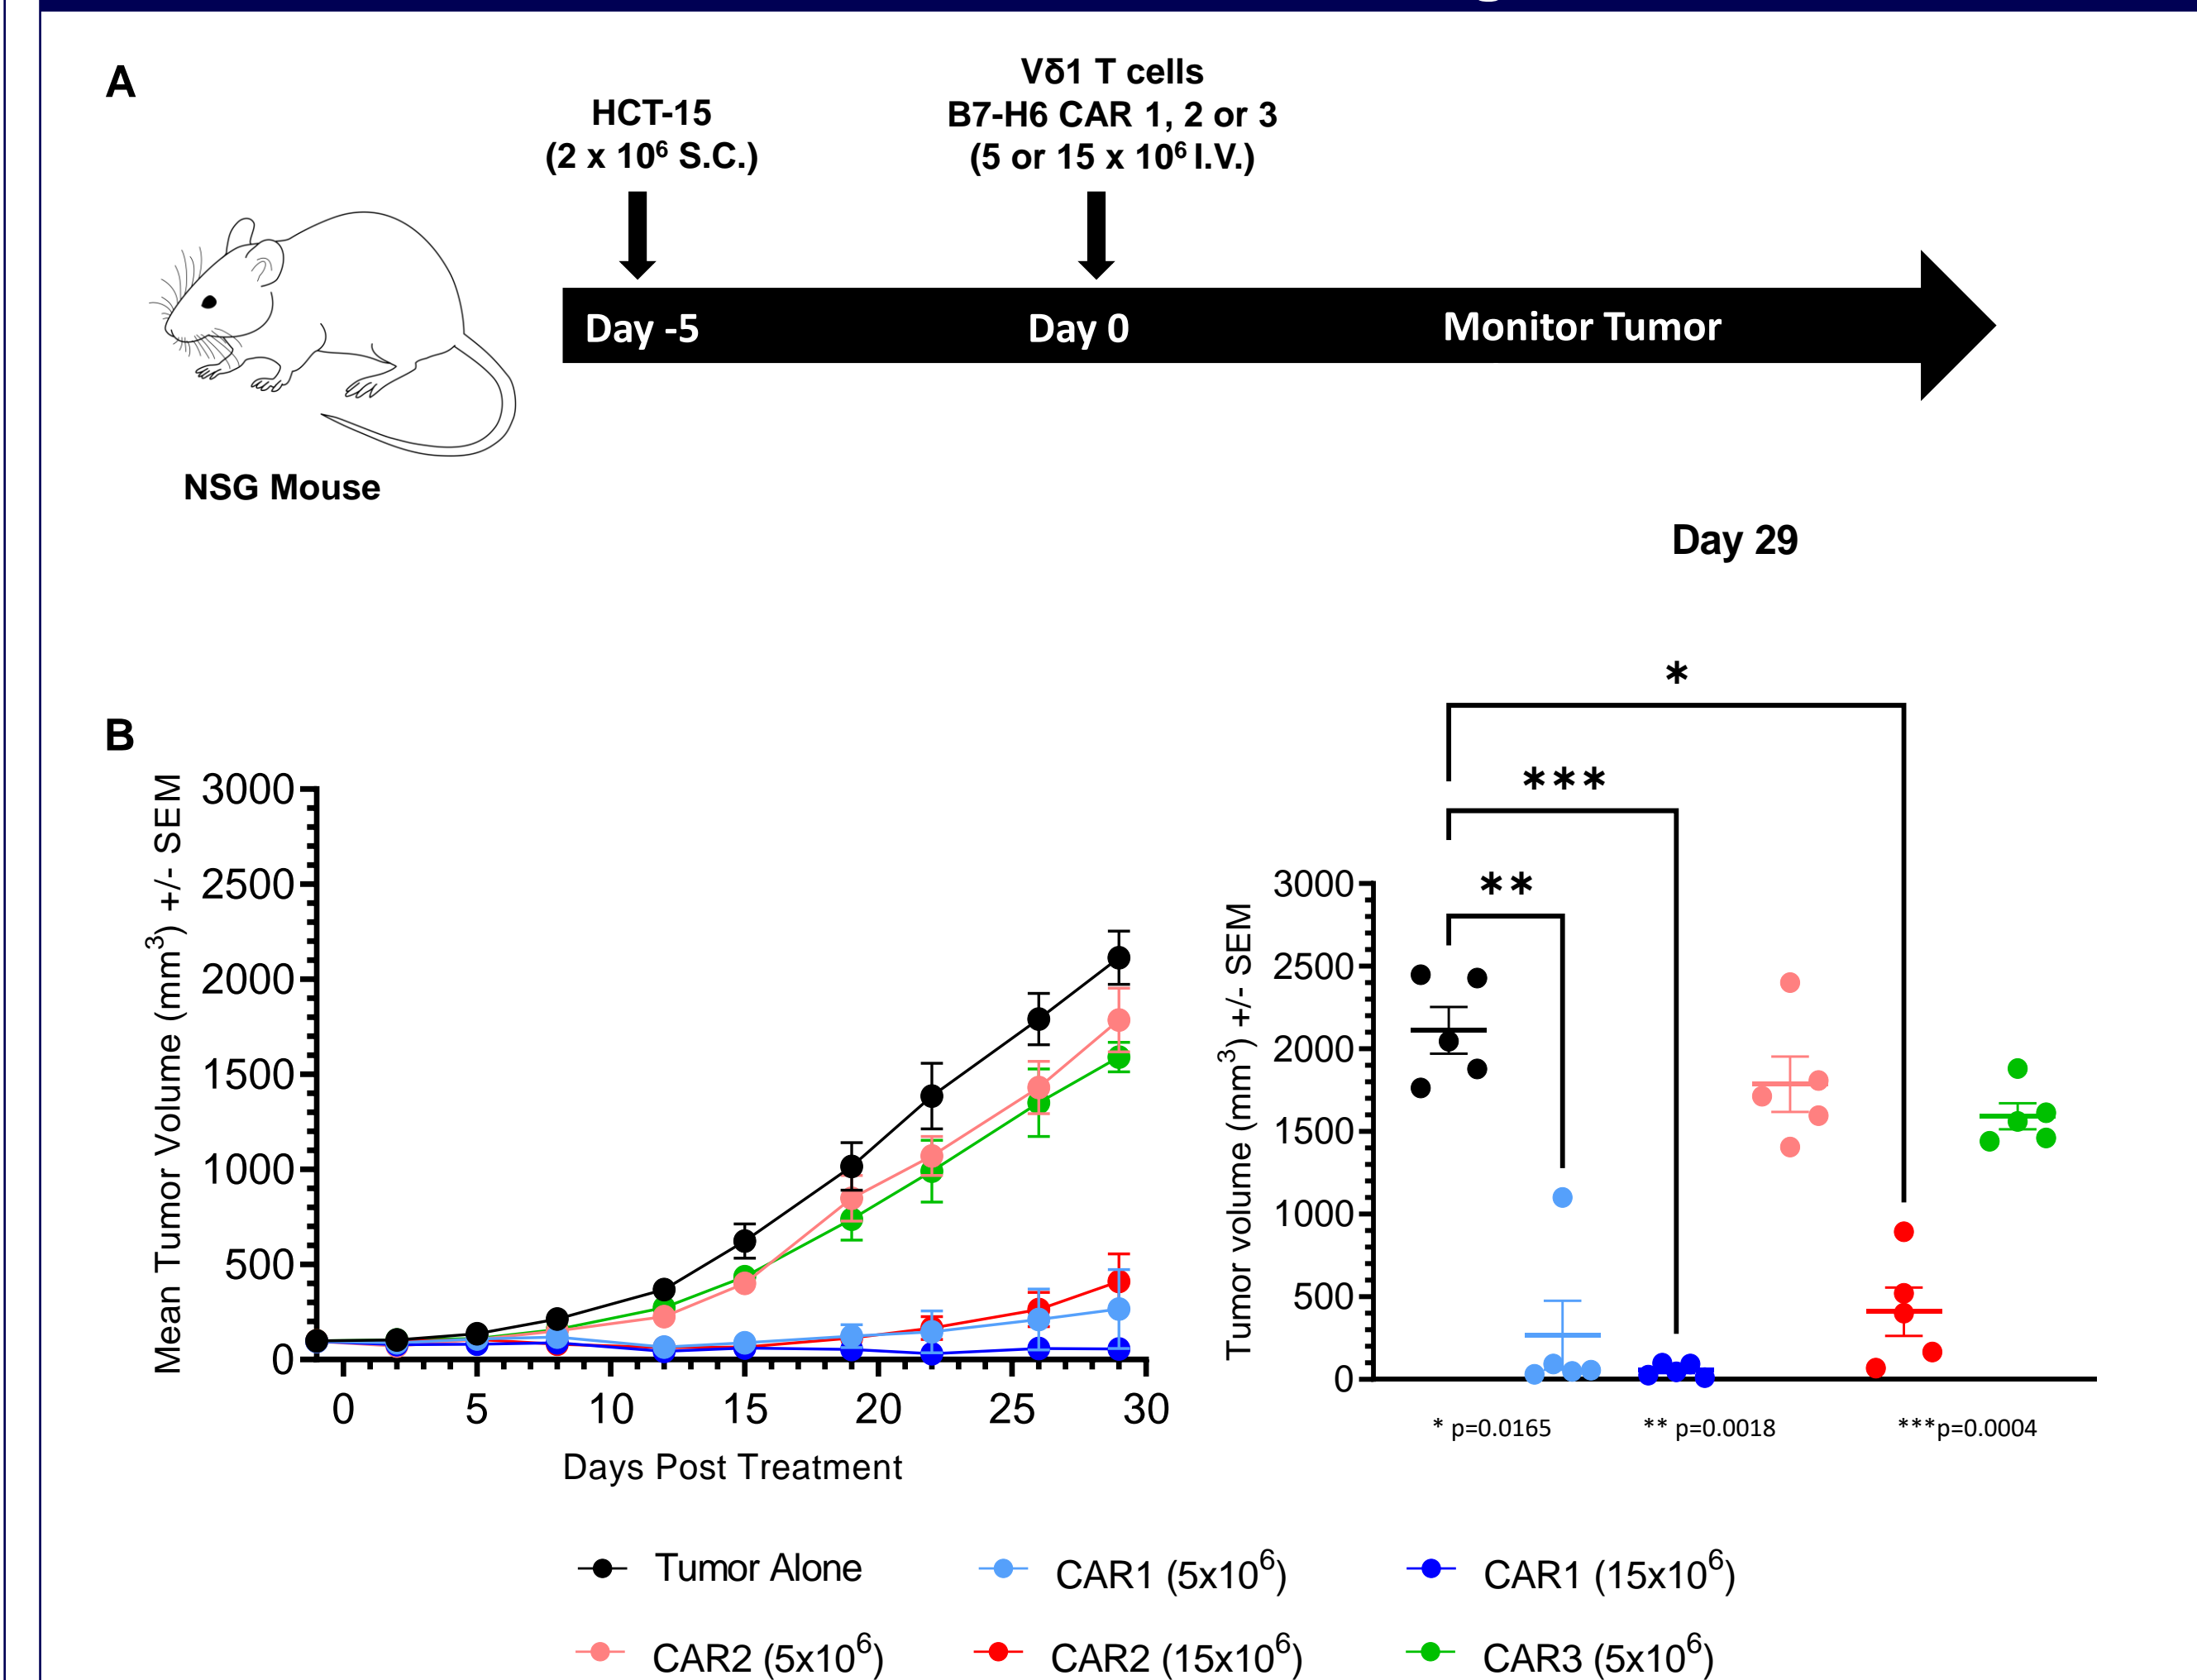 A
HCT-15
(2 x 10⁶ S.C.)
Vδ1 T cells
B7-H6 CAR 1, 2 or 3
(5 or 15 x 10⁶ I.V.)
Day -5
Day 0
Monitor Tumor
NSG Mouse
Day 29
B
Mean Tumor Volume (mm³) +/- SEM
3000
2500
2000
1500
1000
500
0
0 5 10 15 20 25 30
Days Post Treatment
*
***
**
Tumor volume (mm³) +/- SEM
3000
2500
2000
1500
1000
500
0
* p=0.0165 ** p=0.0018 ***p=0.0004
Tumor Alone CAR1 (5x10⁶) CAR1 (15x10⁶)
CAR2 (5x10⁶) CAR2 (15x10⁶) CAR3 (5x10⁶)